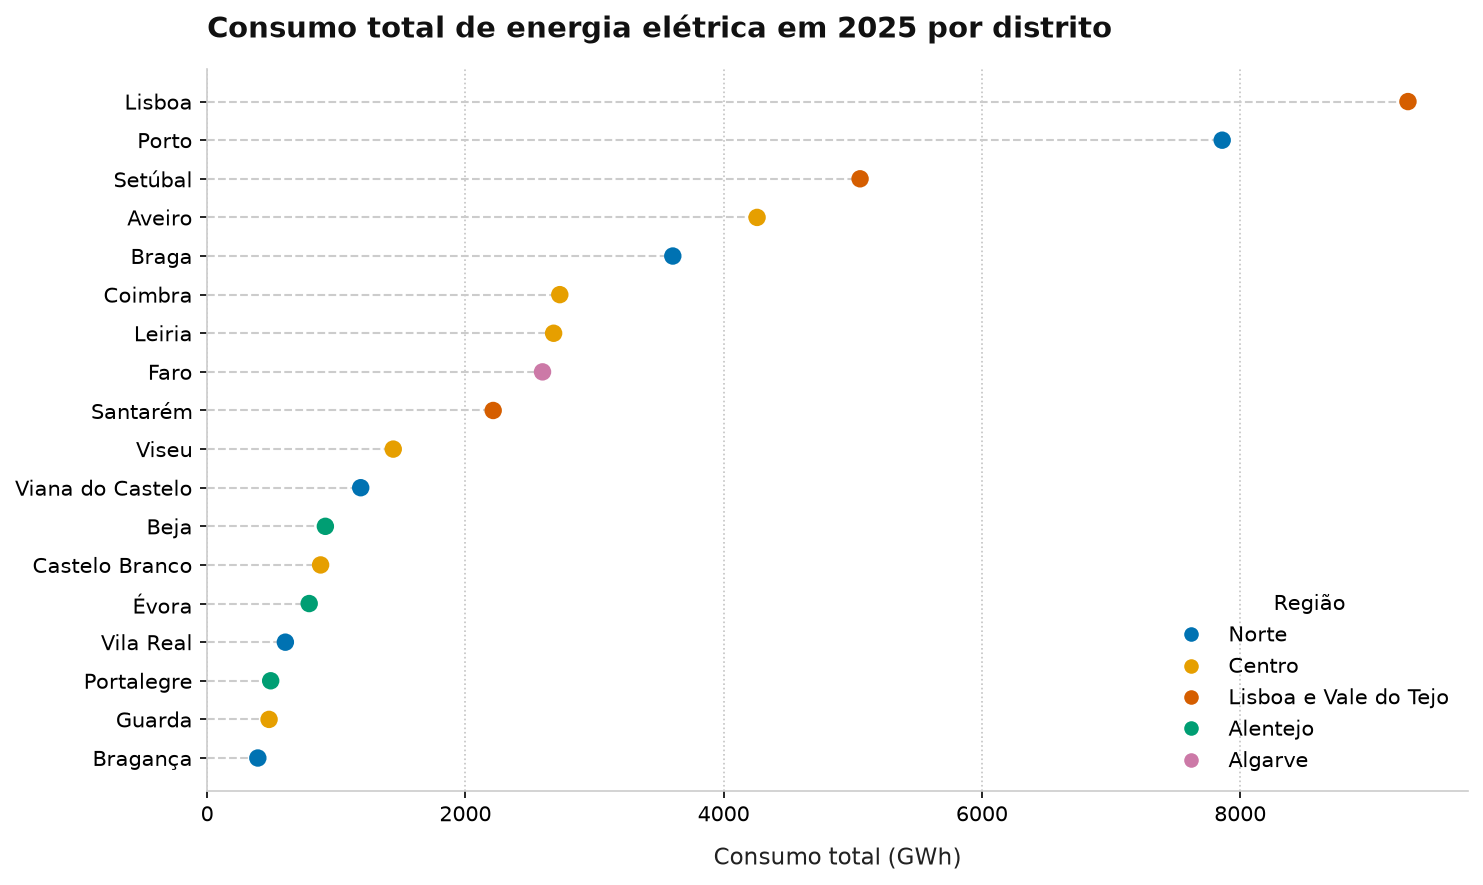 Consumo total de energia elétrica em 2025 por distrito
Lisboa
Porto
Setúbal
Aveiro
Braga
Coimbra
Leiria
Faro
Santarém
Viseu
Viana do Castelo
Beja
Castelo Branco
Évora
Vila Real
Portalegre
Guarda
Bragança
Região
Norte
Centro
Lisboa e Vale do Tejo
Alentejo
Algarve
0 2000 4000 6000 8000
Consumo total (GWh)